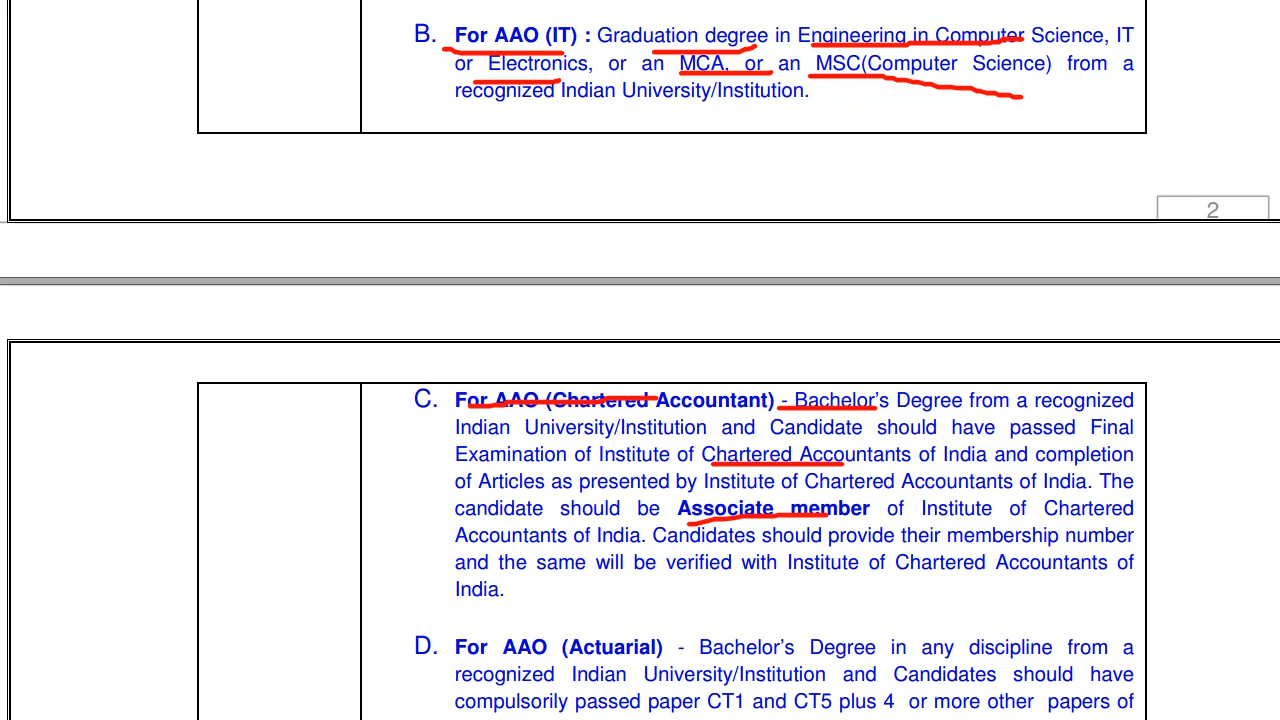 B. For AAO (IT) : Graduation degree in Engineering in Computer Science, IT
or Electronics, or an MCA, or an MSC(Computer Science) from a
recognized Indian University/Institution.
2
C. For AAO (Chartered Accountant) - Bachelor's Degree from a recognized
Indian University/Institution and Candidate should have passed Final
Examination of Institute of Chartered Accountants of India and completion
of Articles as presented by Institute of Chartered Accountants of India. The
candidate should be Associate member of Institute of Chartered
Accountants of India. Candidates should provide their membership number
and the same will be verified with Institute of Chartered Accountants of
India.
D. For AAO (Actuarial) - Bachelor's Degree in any discipline from a
recognized Indian University/Institution and Candidates should have
compulsorily passed paper CT1 and CT5 plus 4 or more other papers of